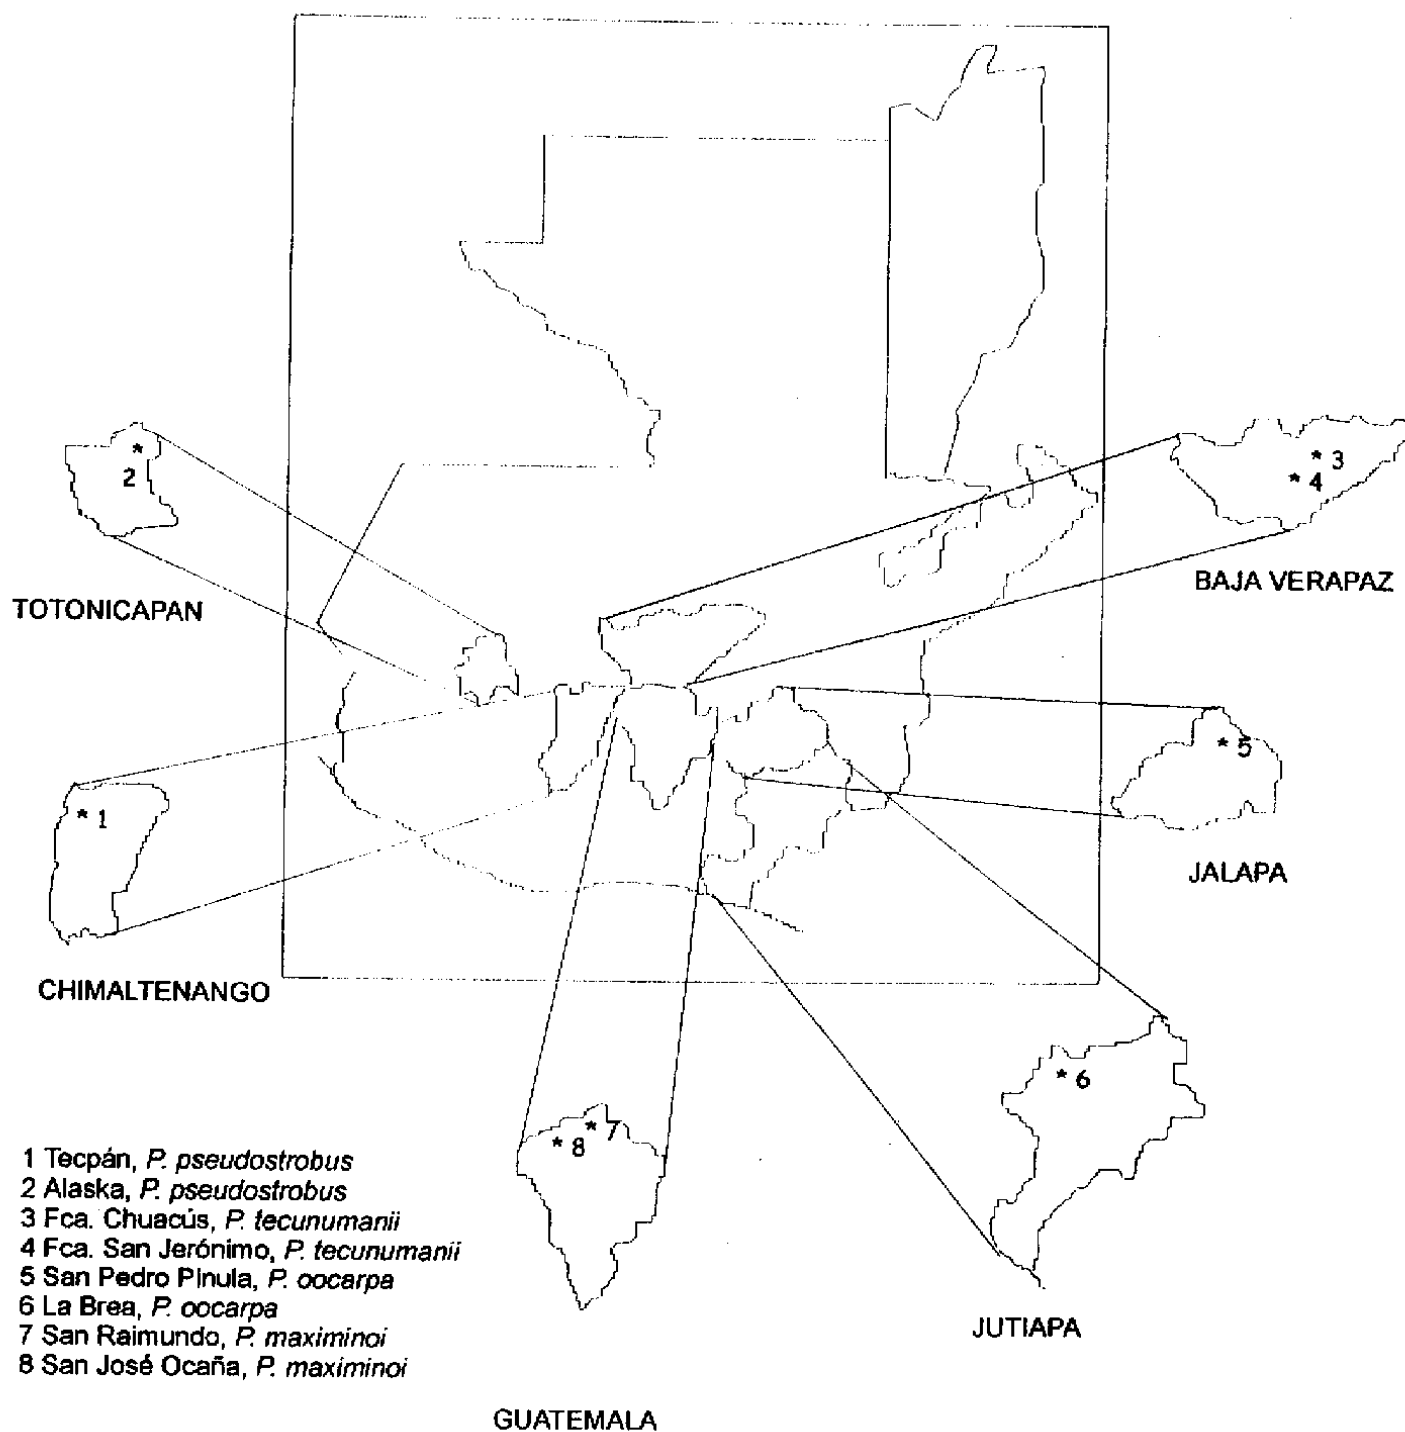 * 2
TOTONICAPAN
* 3
* 4
BAJA VERAPAZ
* 1
CHIMALTENANGO
* 5
JALAPA
* 6
JUTIAPA
* 7
* 8
GUATEMALA
1 Tecpán, P. pseudostrobus
2 Alaska, P. pseudostrobus
3 Fca. Chuacús, P. tecunumanii
4 Fca. San Jerónimo, P. tecunumanii
5 San Pedro Pinula, P. oocarpa
6 La Brea, P. oocarpa
7 San Raimundo, P. maximinoi
8 San José Ocaña, P. maximinoi